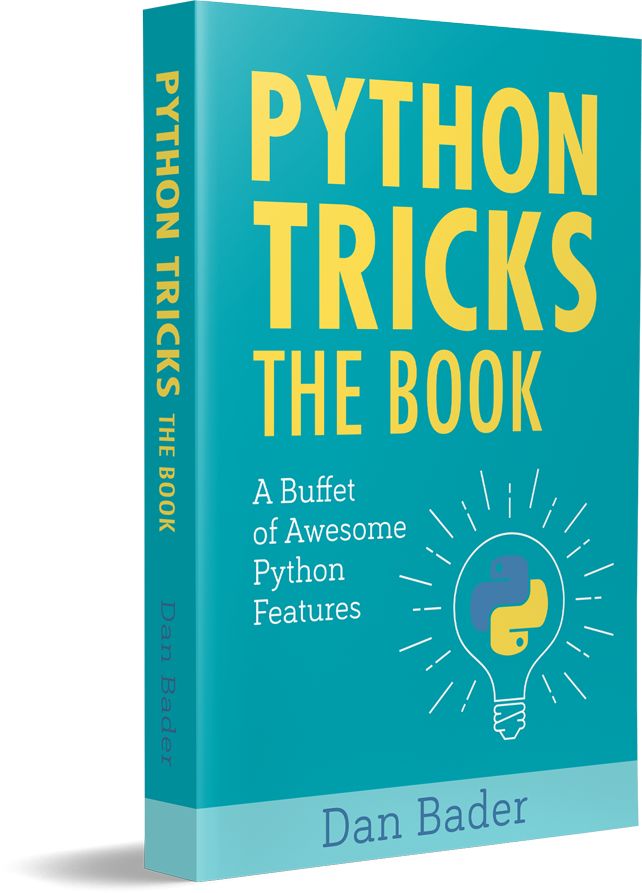 PYTHON TRICKS THE BOOK
Dan Bader
PYTHON
TRICKS
THE BOOK
A Buffet
of Awesome
Python
Features
Dan Bader